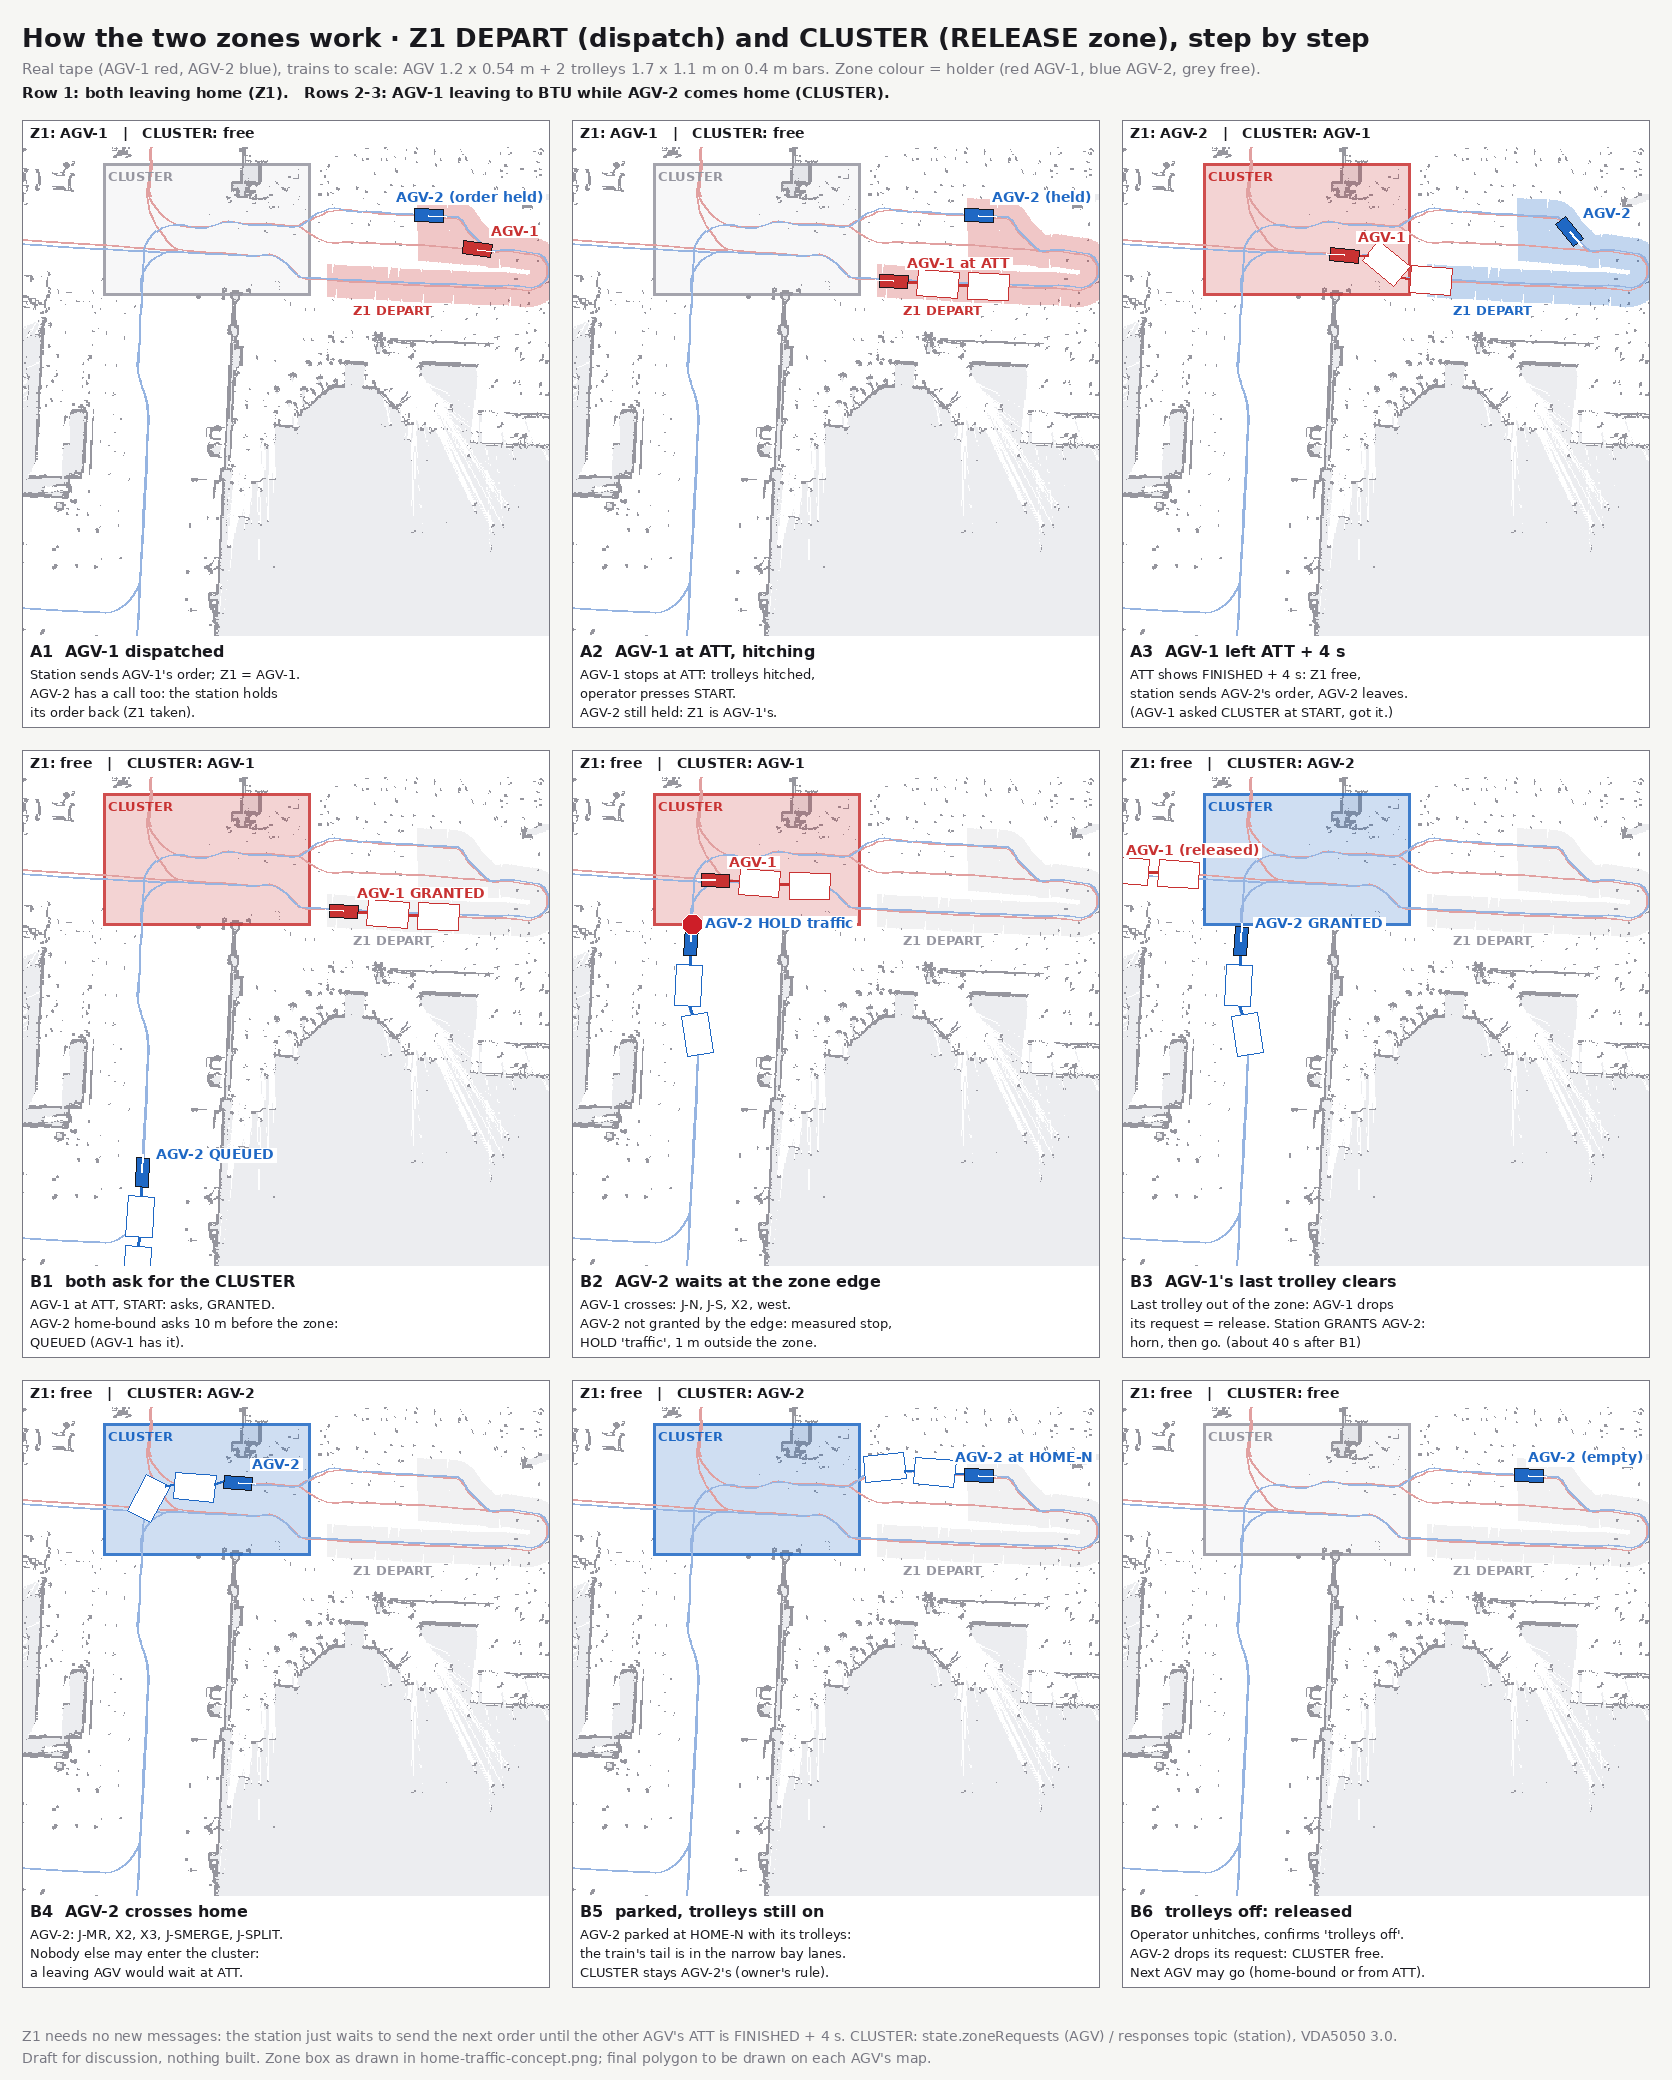 How the two zones work · Z1 DEPART (dispatch) and CLUSTER (RELEASE zone), step by step
Real tape (AGV-1 red, AGV-2 blue), trains to scale: AGV 1.2 x 0.54 m + 2 trolleys 1.7 x 1.1 m on 0.4 m bars. Zone colour = holder (red AGV-1, blue AGV-2, grey free).
Row 1: both leaving home (Z1).   Rows 2-3: AGV-1 leaving to BTU while AGV-2 comes home (CLUSTER).
Z1: AGV-1   |   CLUSTER: free
CLUSTER
AGV-2 (order held)
AGV-1
Z1 DEPART
A1  AGV-1 dispatched
Station sends AGV-1's order; Z1 = AGV-1.
AGV-2 has a call too: the station holds
its order back (Z1 taken).
Z1: AGV-1   |   CLUSTER: free
CLUSTER
AGV-2 (held)
AGV-1 at ATT
Z1 DEPART
A2  AGV-1 at ATT, hitching
AGV-1 stops at ATT: trolleys hitched,
operator presses START.
AGV-2 still held: Z1 is AGV-1's.
Z1: AGV-2   |   CLUSTER: AGV-1
CLUSTER
AGV-2
AGV-1
Z1 DEPART
A3  AGV-1 left ATT + 4 s
ATT shows FINISHED + 4 s: Z1 free,
station sends AGV-2's order, AGV-2 leaves.
(AGV-1 asked CLUSTER at START, got it.)
Z1: free   |   CLUSTER: AGV-1
CLUSTER
AGV-1 GRANTED
Z1 DEPART
AGV-2 QUEUED
B1  both ask for the CLUSTER
AGV-1 at ATT, START: asks, GRANTED.
AGV-2 home-bound asks 10 m before the zone:
QUEUED (AGV-1 has it).
Z1: free   |   CLUSTER: AGV-1
CLUSTER
AGV-1
AGV-2 HOLD traffic
Z1 DEPART
B2  AGV-2 waits at the zone edge
AGV-1 crosses: J-N, J-S, X2, west.
AGV-2 not granted by the edge: measured stop,
HOLD 'traffic', 1 m outside the zone.
Z1: free   |   CLUSTER: AGV-2
CLUSTER
AGV-1 (released)
AGV-2 GRANTED
Z1 DEPART
B3  AGV-1's last trolley clears
Last trolley out of the zone: AGV-1 drops
its request = release. Station GRANTS AGV-2:
horn, then go. (about 40 s after B1)
Z1: free   |   CLUSTER: AGV-2
CLUSTER
AGV-2
Z1 DEPART
B4  AGV-2 crosses home
AGV-2: J-MR, X2, X3, J-SMERGE, J-SPLIT.
Nobody else may enter the cluster:
a leaving AGV would wait at ATT.
Z1: free   |   CLUSTER: AGV-2
CLUSTER
AGV-2 at HOME-N
Z1 DEPART
B5  parked, trolleys still on
AGV-2 parked at HOME-N with its trolleys:
the train's tail is in the narrow bay lanes.
CLUSTER stays AGV-2's (owner's rule).
Z1: free   |   CLUSTER: free
CLUSTER
AGV-2 (empty)
Z1 DEPART
B6  trolleys off: released
Operator unhitches, confirms 'trolleys off'.
AGV-2 drops its request: CLUSTER free.
Next AGV may go (home-bound or from ATT).
Z1 needs no new messages: the station just waits to send the next order until the other AGV's ATT is FINISHED + 4 s. CLUSTER: state.zoneRequests (AGV) / responses topic (station), VDA5050 3.0.
Draft for discussion, nothing built. Zone box as drawn in home-traffic-concept.png; final polygon to be drawn on each AGV's map.